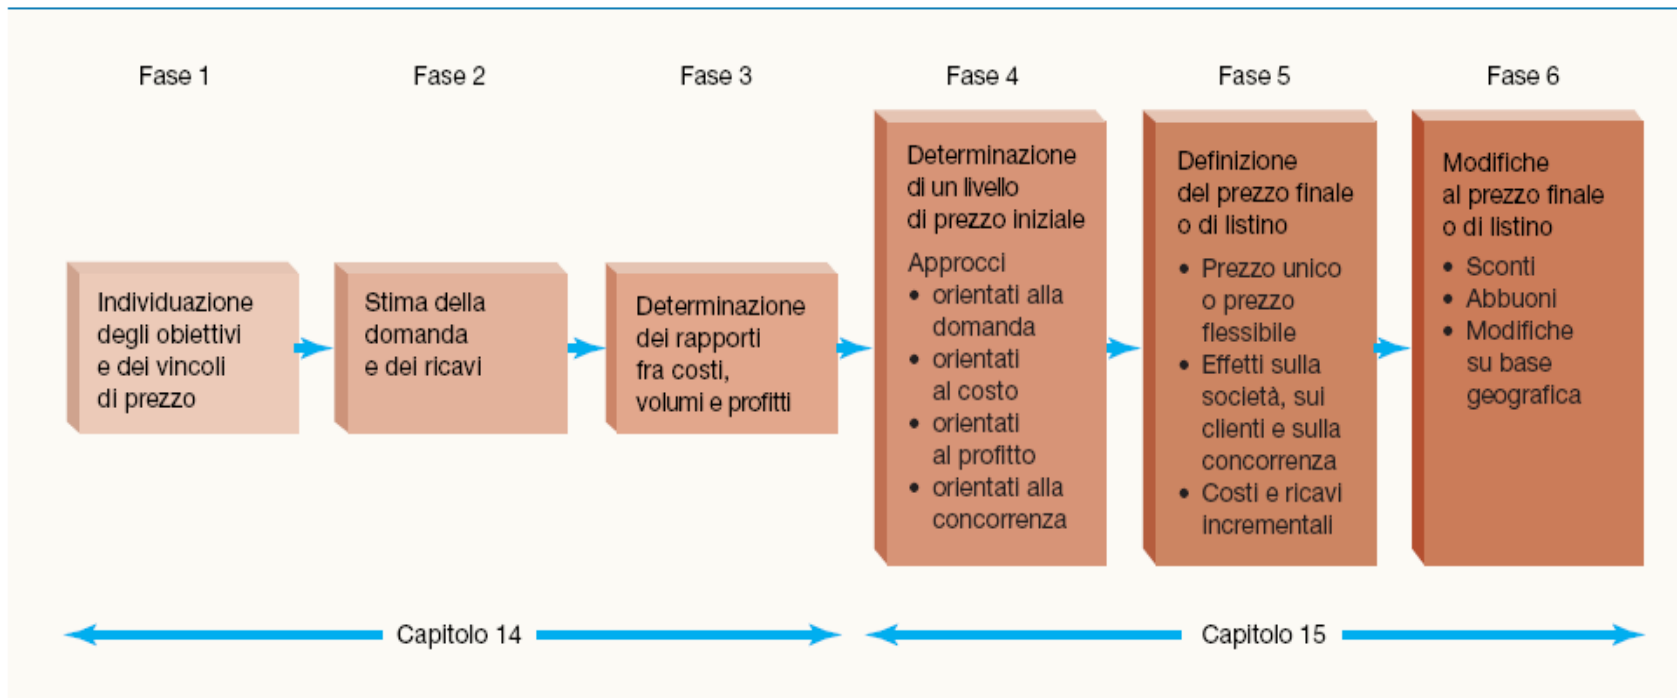 Fase 1
Fase 2
Fase 3
Fase 4
Fase 5
Fase 6
Individuazione
degli obiettivi
e dei vincoli
di prezzo
Stima della
domanda
e dei ricavi
Determinazione
dei rapporti
fra costi,
volumi e profitti
Determinazione
di un livello
di prezzo iniziale
Approcci
• orientati alla
domanda
• orientati
al costo
• orientati
al profitto
• orientati alla
concorrenza
Definizione
del prezzo finale
o di listino
• Prezzo unico
o prezzo
flessibile
• Effetti sulla
società, sui
clienti e sulla
concorrenza
• Costi e ricavi
incrementali
Modifiche
al prezzo finale
o di listino
• Sconti
• Abbuoni
• Modifiche
su base
geografica
Capitolo 14
Capitolo 15